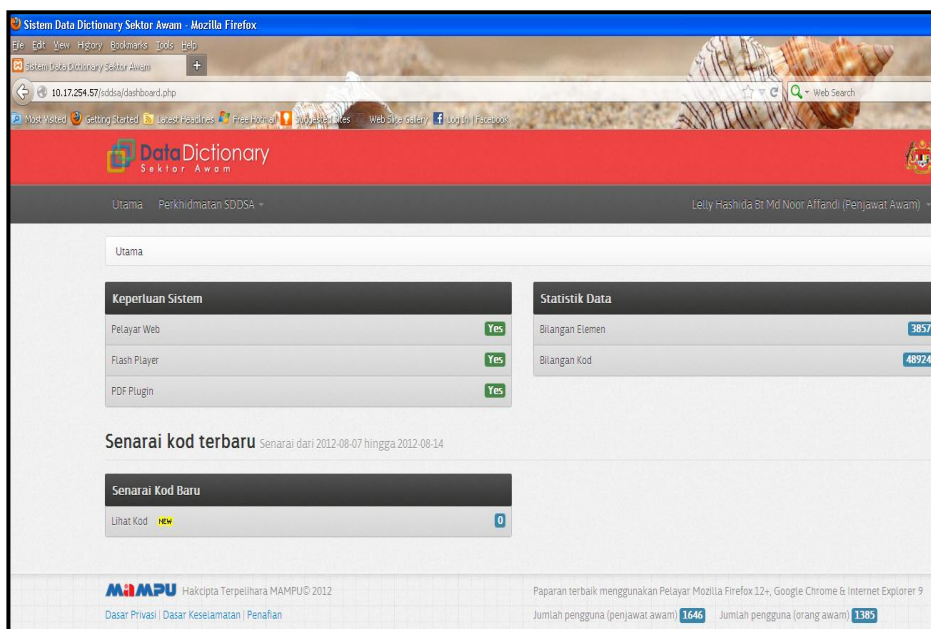 Sistem Data Dictionary Sektor Awam - Mozilla Firefox
File Edit View History Bookmarks Tools Help
Sistem Data Dictionary Sektor Awam +
10.17.254.57/sddsa/dashboard.php Web Search
Most Visited Getting Started Latest Headlines Free Hotmail Suggested Sites Web Slice Gallery Log In | Facebook
DataDictionary
Sektor Awam
Utama Perkhidmatan SDDSA Lelly Hashida Bt Md Noor Affandi (Penjawat Awam)
Utama
Keperluan Sistem
Pelayar Web Yes
Flash Player Yes
PDF Plugin Yes
Statistik Data
Bilangan Elemen 3857
Bilangan Kod 48924
Senarai kod terbaru Senarai dari 2012-08-07 hingga 2012-08-14
Senarai Kod Baru
Lihat Kod NEW 0
MAMPU Hakcipta Terpelihara MAMPU© 2012
Dasar Privasi | Dasar Keselamatan | Penafian
Paparan terbaik menggunakan Pelayar Mozilla Firefox 12+, Google Chrome & Internet Explorer 9
Jumlah pengguna (penjawat awam) 1646 Jumlah pengguna (orang awam) 1385